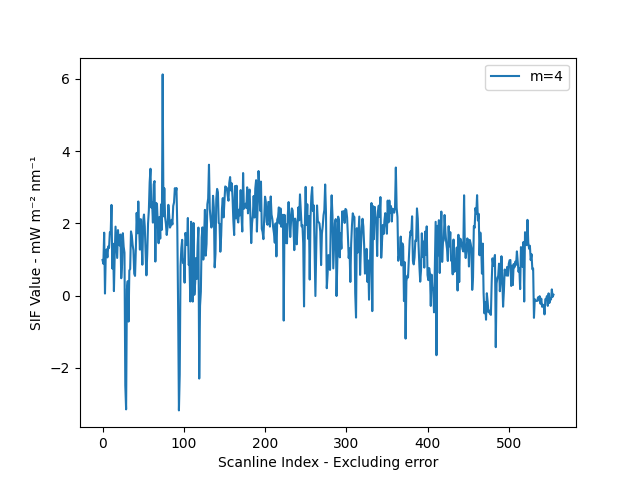 m=4
6
4
2
0
−2
SIF Value - mW m⁻² nm⁻¹
0 100 200 300 400 500
Scanline Index - Excluding error